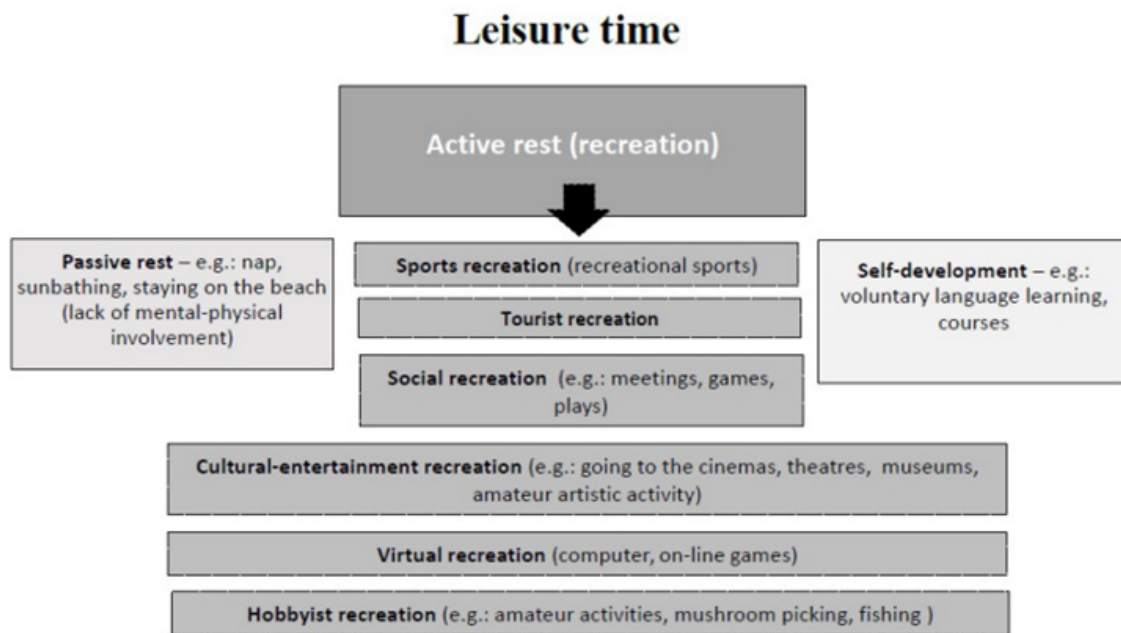 Leisure time
Active rest (recreation)
Passive rest – e.g.: nap,
sunbathing, staying on the beach
(lack of mental-physical
involvement)
Sports recreation (recreational sports)
Tourist recreation
Social recreation (e.g.: meetings, games,
plays)
Self-development – e.g.:
voluntary language learning,
courses
Cultural-entertainment recreation (e.g.: going to the cinemas, theatres, museums,
amateur artistic activity)
Virtual recreation (computer, on-line games)
Hobbyist recreation (e.g.: amateur activities, mushroom picking, fishing )